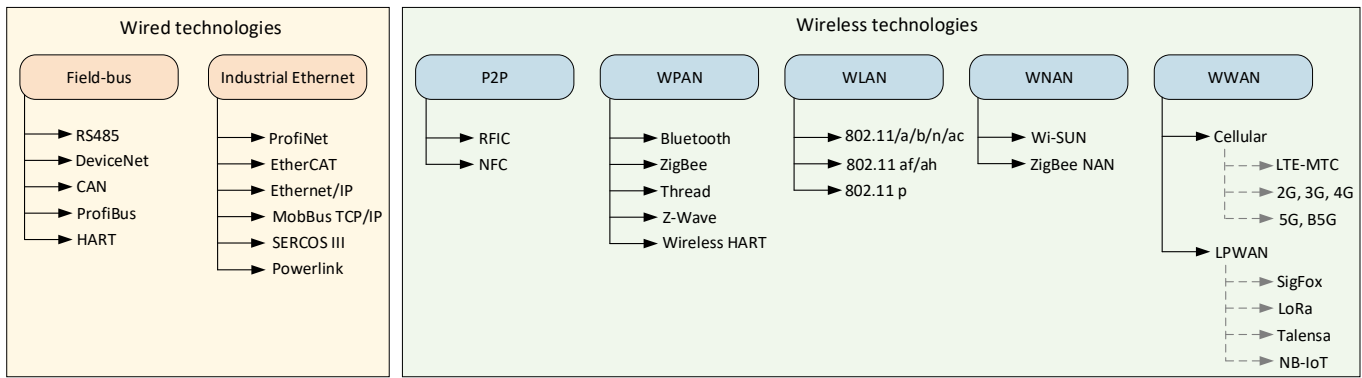 Wired technologies
Field-bus
RS485
DeviceNet
CAN
ProfiBus
HART
Industrial Ethernet
ProfiNet
EtherCAT
Ethernet/IP
MobBus TCP/IP
SERCOS III
Powerlink
Wireless technologies
P2P
RFIC
NFC
WPAN
Bluetooth
ZigBee
Thread
Z-Wave
Wireless HART
WLAN
802.11/a/b/n/ac
802.11 af/ah
802.11 p
WNAN
Wi-SUN
ZigBee NAN
WWAN
Cellular
LTE-MTC
2G, 3G, 4G
5G, B5G
LPWAN
SigFox
LoRa
Talensa
NB-IoT